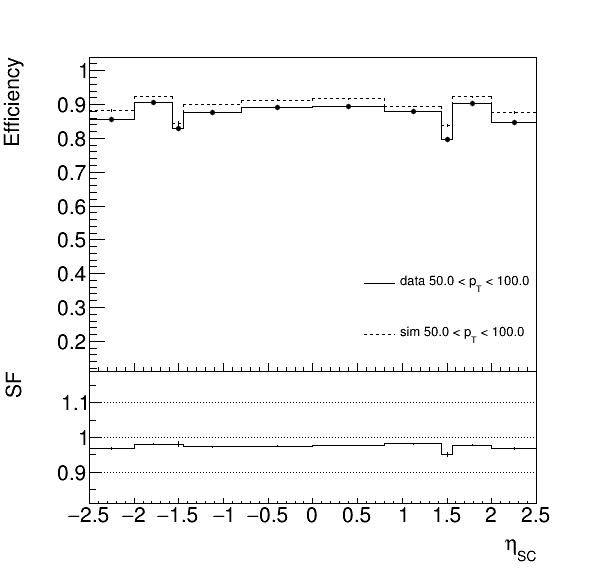 Efficiency
1
0.9
0.8
0.7
0.6
0.5
0.4
0.3
0.2
data 50.0 < p_T < 100.0
sim 50.0 < p_T < 100.0
SF
1.1
1
0.9
−2.5 −2 −1.5 −1 −0.5 0 0.5 1 1.5 2 2.5
η_SC